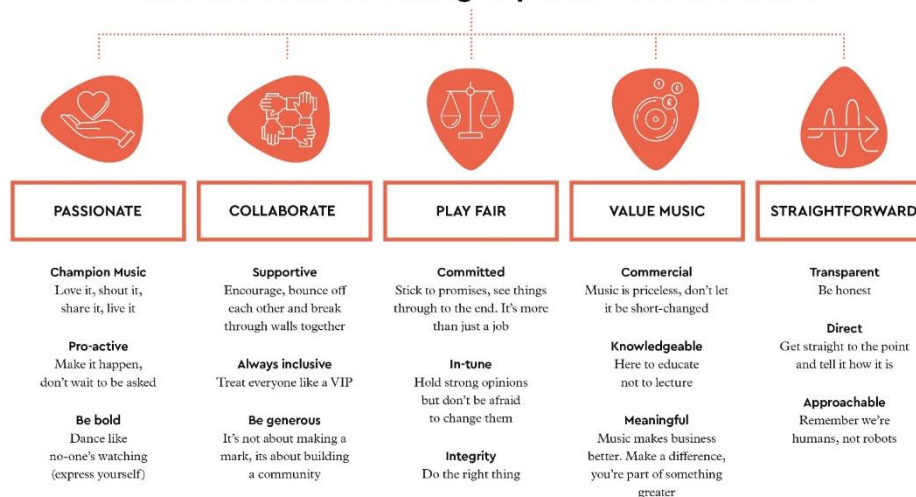 PASSIONATE
Champion Music
Love it, shout it,
share it, live it
Pro-active
Make it happen,
don't wait to be asked
Be bold
Dance like
no-one's watching
(express yourself)
COLLABORATE
Supportive
Encourage, bounce off
each other and break
through walls together
Always inclusive
Treat everyone like a VIP
Be generous
It's not about making a
mark, its about building
a community
PLAY FAIR
Committed
Stick to promises, see things
through to the end. It's more
than just a job
In-tune
Hold strong opinions
but don't be afraid
to change them
Integrity
Do the right thing
£
VALUE MUSIC
Commercial
Music is priceless, don't let
it be short-changed
Knowledgeable
Here to educate
not to lecture
Meaningful
Music makes business
better. Make a difference,
you're part of something
greater
STRAIGHTFORWARD
Transparent
Be honest
Direct
Get straight to the point
and tell it how it is
Approachable
Remember we're
humans, not robots